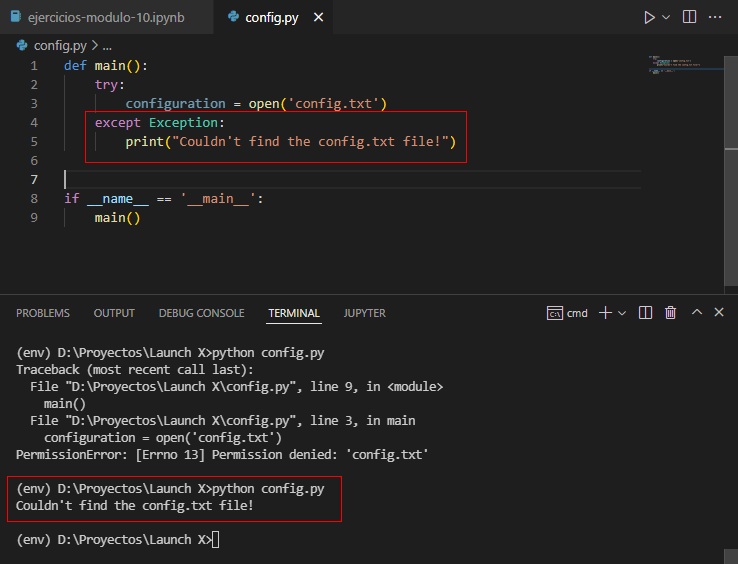 ejercicios-modulo-10.ipynb
config.py
config.py > ...
1 def main():
2 try:
3 configuration = open('config.txt')
4 except Exception:
5 print("Couldn't find the config.txt file!")
6
7
8 if __name__ == '__main__':
9 main()
PROBLEMS OUTPUT DEBUG CONSOLE TERMINAL JUPYTER cmd
(env) D:\Proyectos\Launch X>python config.py
Traceback (most recent call last):
File "D:\Proyectos\Launch X\config.py", line 9, in <module>
main()
File "D:\Proyectos\Launch X\config.py", line 3, in main
configuration = open('config.txt')
PermissionError: [Errno 13] Permission denied: 'config.txt'
(env) D:\Proyectos\Launch X>python config.py
Couldn't find the config.txt file!
(env) D:\Proyectos\Launch X>